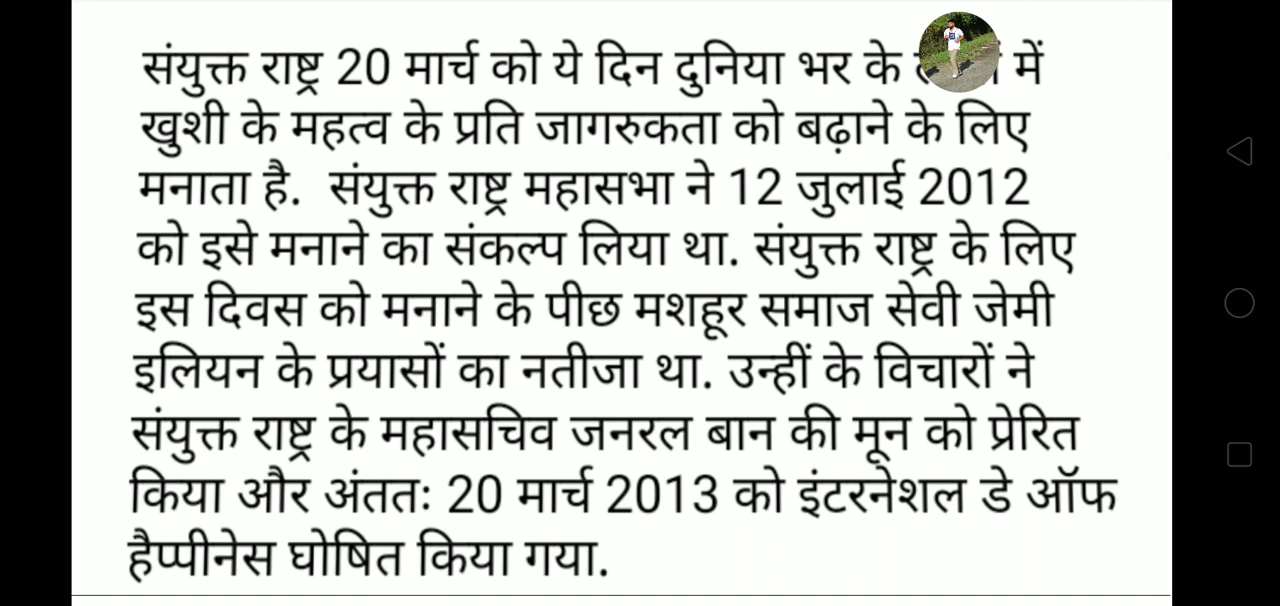 संयुक्त राष्ट्र 20 मार्च को ये दिन दुनिया भर के में
खुशी के महत्व के प्रति जागरुकता को बढ़ाने के लिए
मनाता है. संयुक्त राष्ट्र महासभा ने 12 जुलाई 2012
को इसे मनाने का संकल्प लिया था. संयुक्त राष्ट्र के लिए
इस दिवस को मनाने के पीछ मशहूर समाज सेवी जेमी
इलियन के प्रयासों का नतीजा था. उन्हीं के विचारों ने
संयुक्त राष्ट्र के महासचिव जनरल बान की मून को प्रेरित
किया और अंततः 20 मार्च 2013 को इंटरनेशल डे ऑफ
हैप्पीनेस घोषित किया गया.